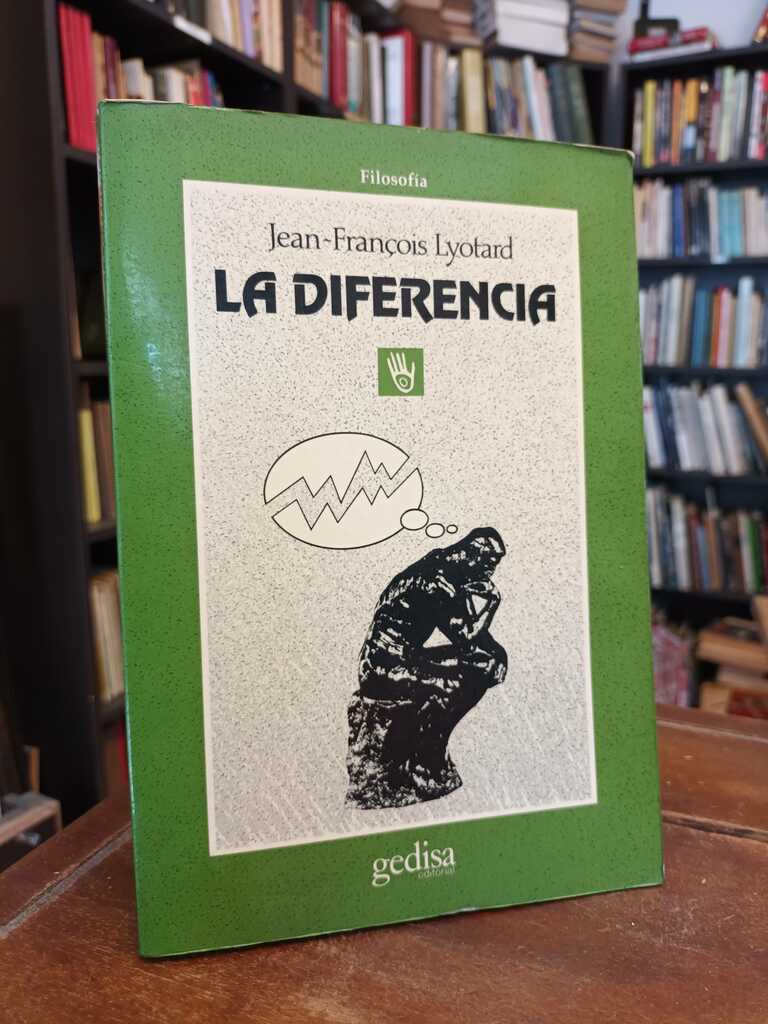 Filosofía
Jean-François Lyotard
LA DIFERENCIA
gedisa
editorial